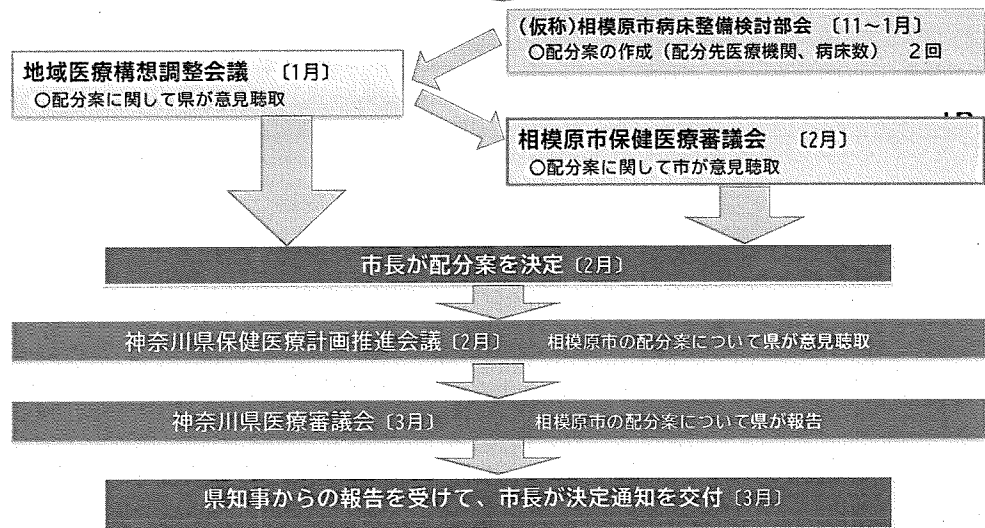 (仮称)相模原市病床整備検討部会 〔11～1月〕
○配分案の作成（配分先医療機関、病床数） 2回
地域医療構想調整会議 〔1月〕
○配分案に関して県が意見聴取
相模原市保健医療審議会 〔2月〕
○配分案に関して市が意見聴取
市長が配分案を決定〔2月〕
神奈川県保健医療計画推進会議〔2月〕 相模原市の配分案について県が意見聴取
神奈川県医療審議会〔3月〕 相模原市の配分案について県が報告
県知事からの報告を受けて、市長が決定通知を交付〔3月〕